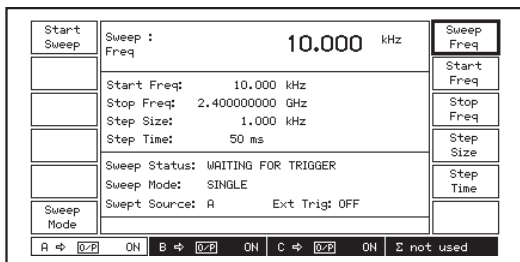 Start
Sweep
Sweep :
Freq
10.000 kHz
Sweep
Freq
Start
Freq
Start Freq: 10.000 kHz
Stop Freq: 2.400000000 GHz
Stop
Freq
Step Size: 1.000 kHz
Step Time: 50 ms
Step
Size
Sweep Status: WAITING FOR TRIGGER
Step
Time
Sweep Mode: SINGLE
Swept Source: A Ext Trig: OFF
Sweep
Mode
A ⇨ O/P ON B ⇨ O/P ON C ⇨ O/P ON Σ not used